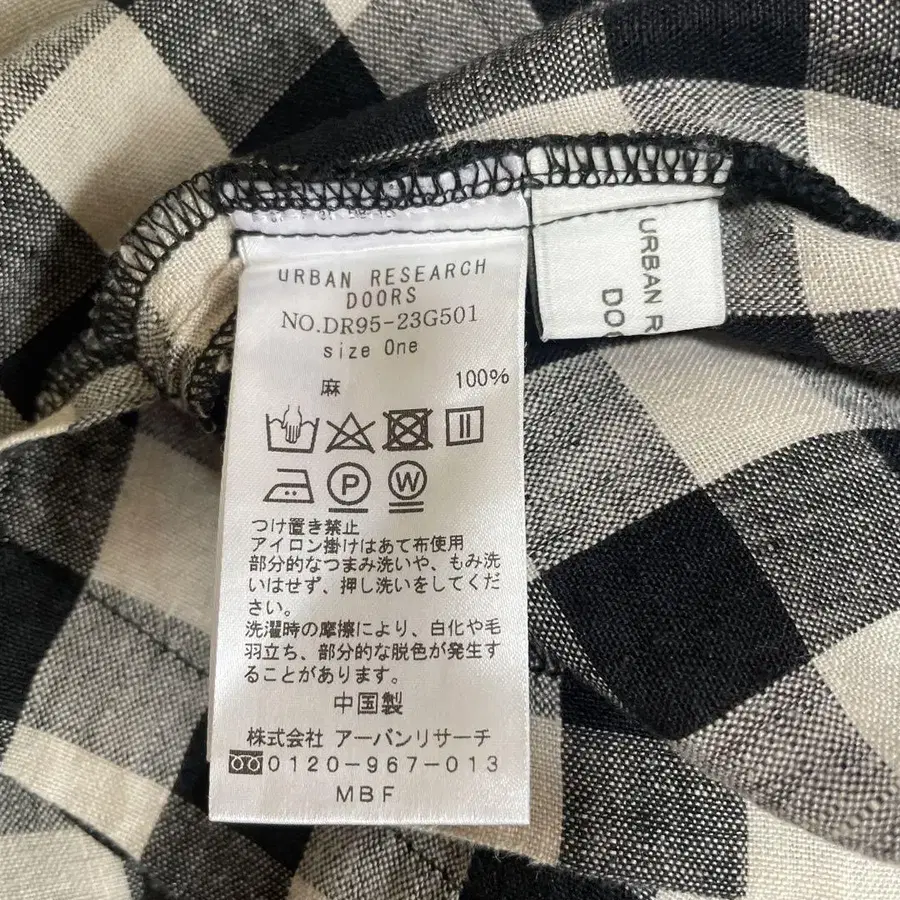 URBAN RESEARCH
DOORS
NO.DR95-23G501
size One
麻 100%
P W
つけ置き禁止
アイロン掛けはあて布使用
部分的なつまみ洗いや、もみ洗
いはせず、押し洗いをしてくだ
さい。
洗濯時の摩擦により、白化や毛
羽立ち、部分的な脱色が発生す
ることがあります。
中国製
株式会社 アーバンリサーチ
0120-967-013
MBF
URBAN R
DOO